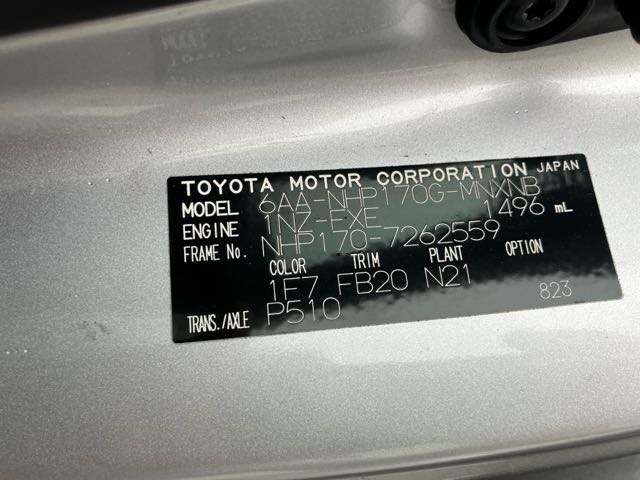 TOYOTA MOTOR CORPORATION JAPAN
MODEL 6AA-NHP170G-MNXNB
ENGINE 1NZ-FXE 1496 mL
FRAME No. NHP170-7262559
COLOR TRIM PLANT OPTION
1F7 FB20 N21
TRANS./AXLE P510 823